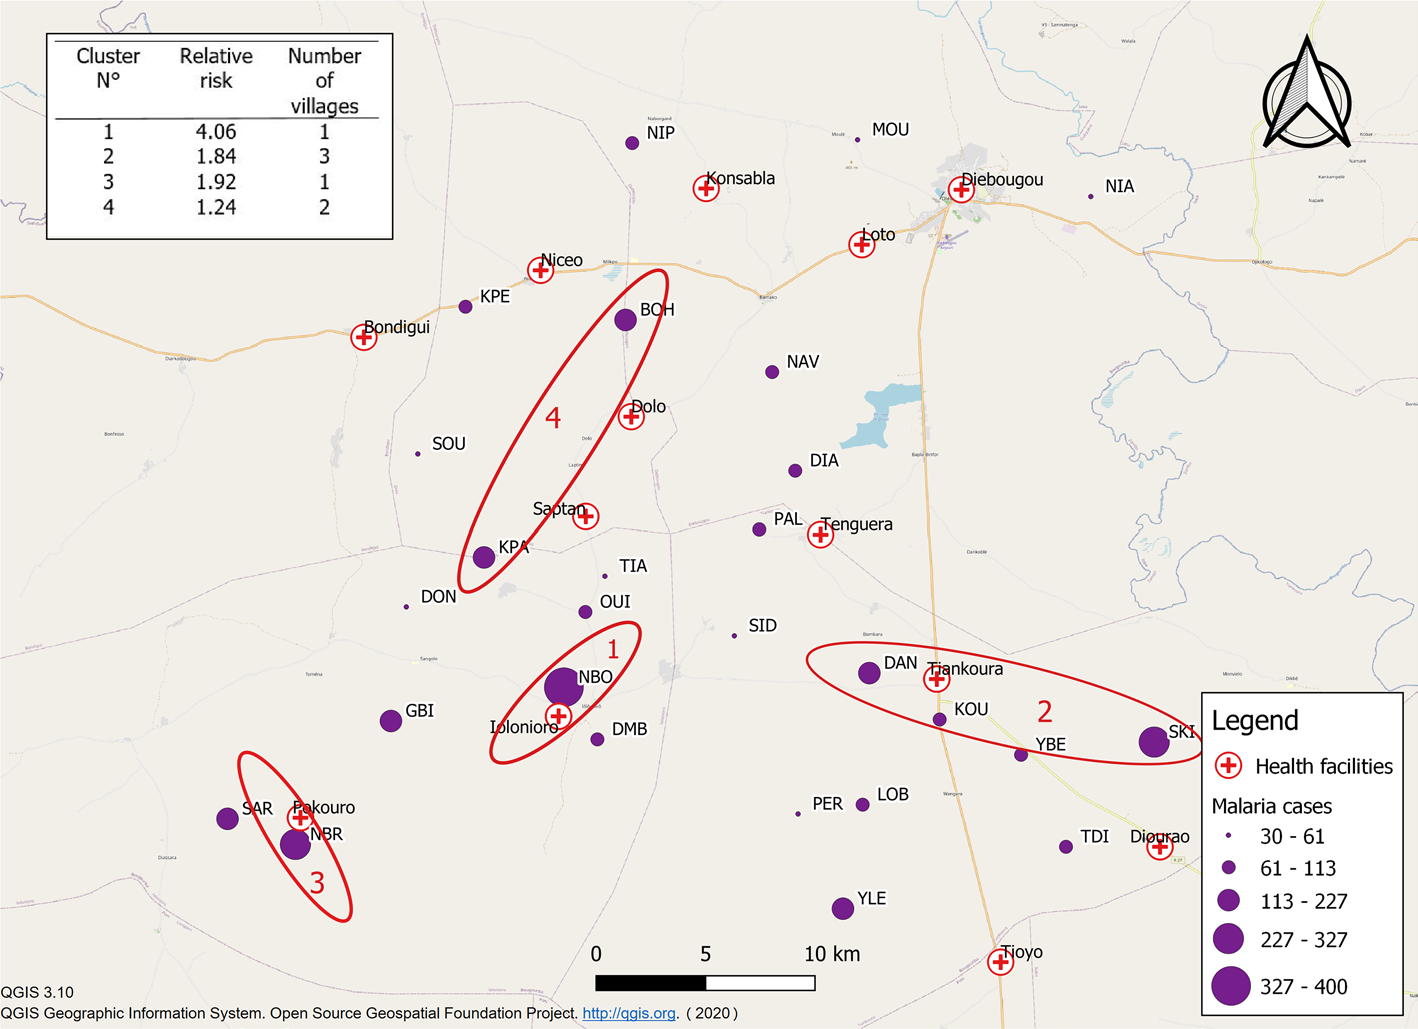 Cluster N° Relative risk Number of villages
1 4.06 1
2 1.84 3
3 1.92 1
4 1.24 2
NIP
MOU
Konsabla
Diebougou
NIA
Loto
Niceo
KPE
BOH
Bondigui
NAV
Dolo
4
SOU
DIA
Saptan
PAL
Tenguera
KPA
TIA
DON
OUI
SID
1
DAN
Tiankoura
NBO
GBI
KOU
2
Iolonioro
DMB
YBE
SKI
SAR
Pokouro
NBR
PER
LOB
TDI
Diourao
3
YLE
Tioyo
Legend
Health facilities
Malaria cases
30 - 61
61 - 113
113 - 227
227 - 327
327 - 400
0 5 10 km
QGIS 3.10
QGIS Geographic Information System. Open Source Geospatial Foundation Project. http://qgis.org. ( 2020 )